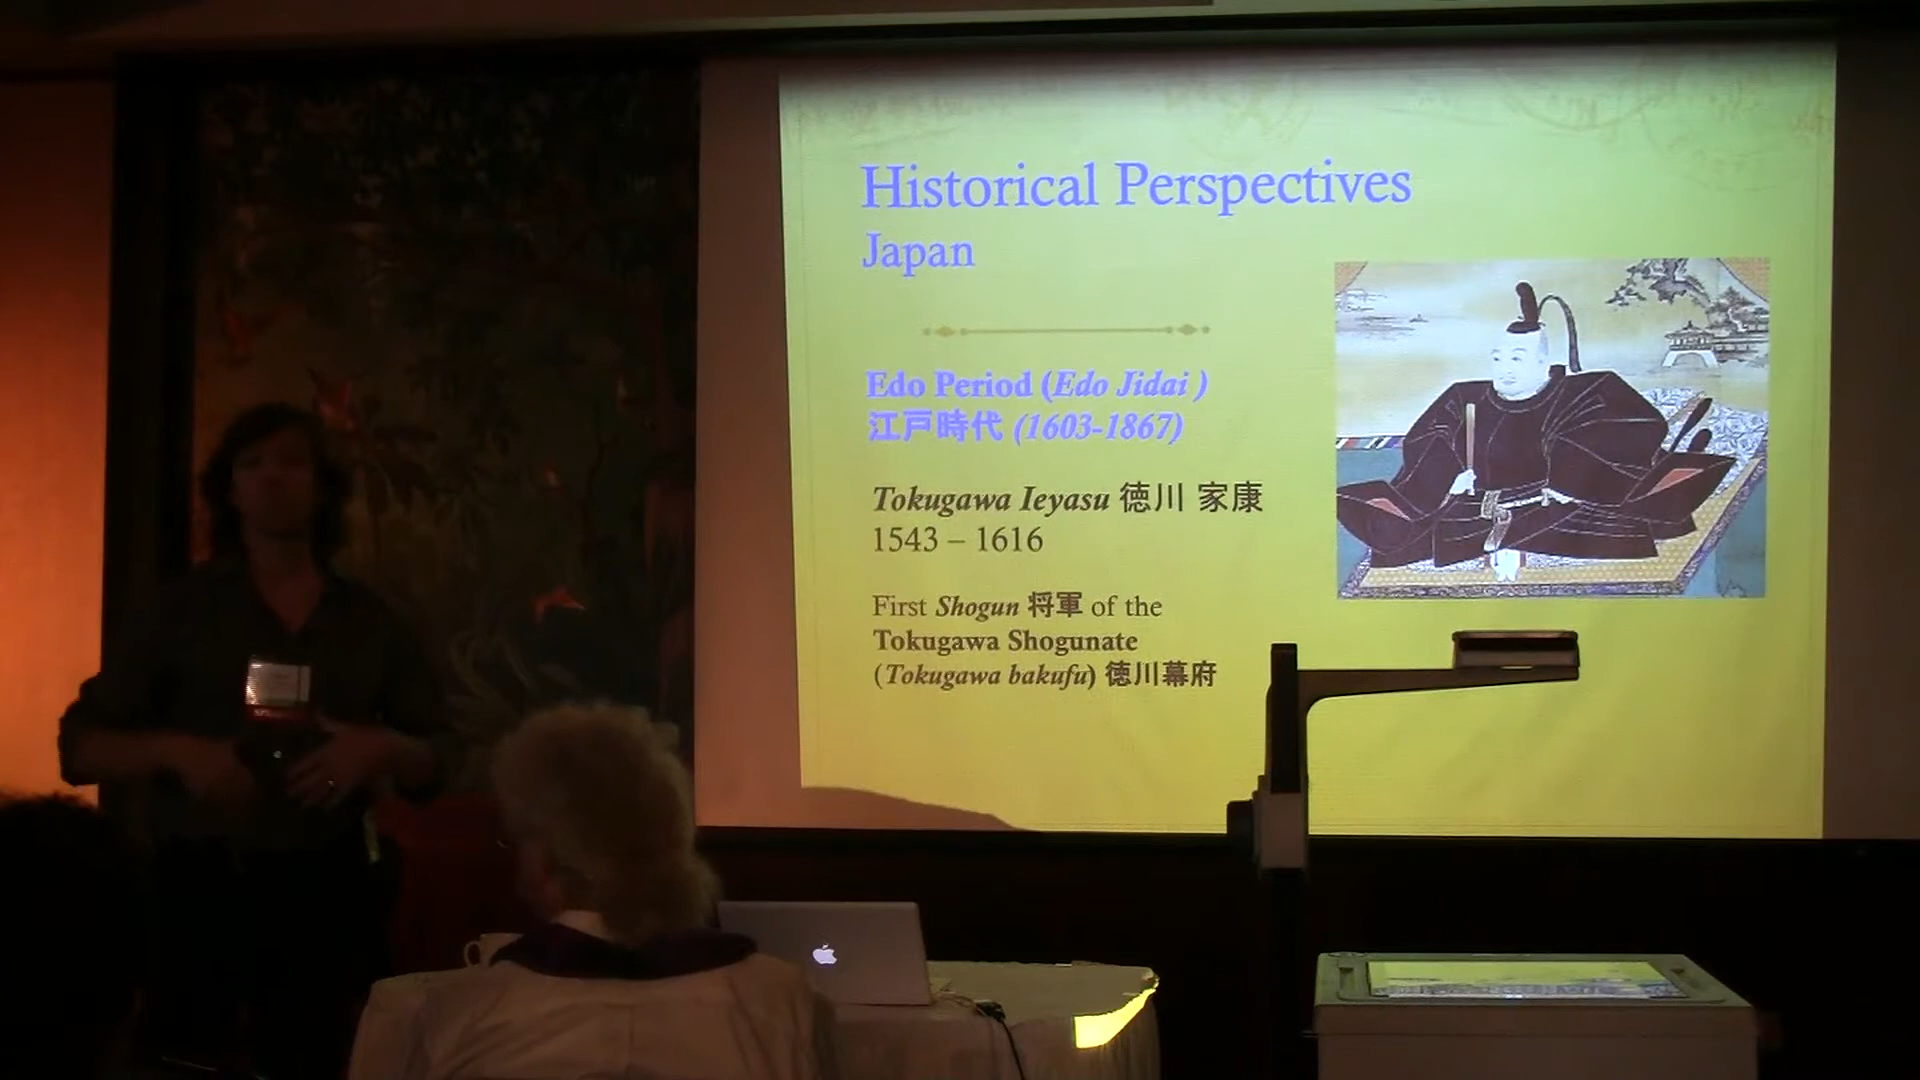 Historical Perspectives
Japan
Edo Period (Edo Jidai )
江戸時代 (1603-1867)
Tokugawa Ieyasu 徳川 家康
1543 – 1616
First Shogun 将軍 of the
Tokugawa Shogunate
(Tokugawa bakufu) 徳川幕府